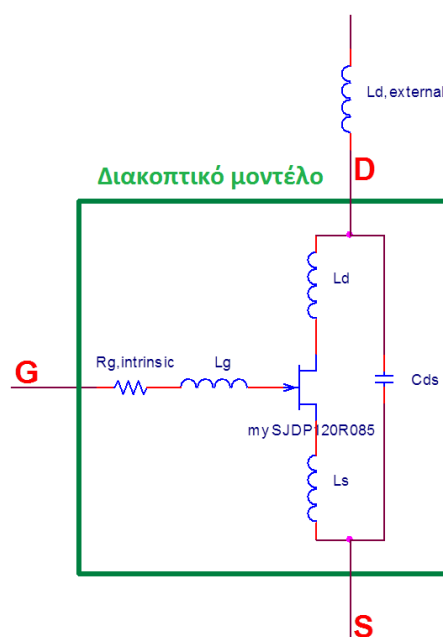 Ld,external
D
Διακοπτικό μοντέλο
Ld
Rg,intrinsic
Lg
G
Cds
mySJDP120R085
Ls
S